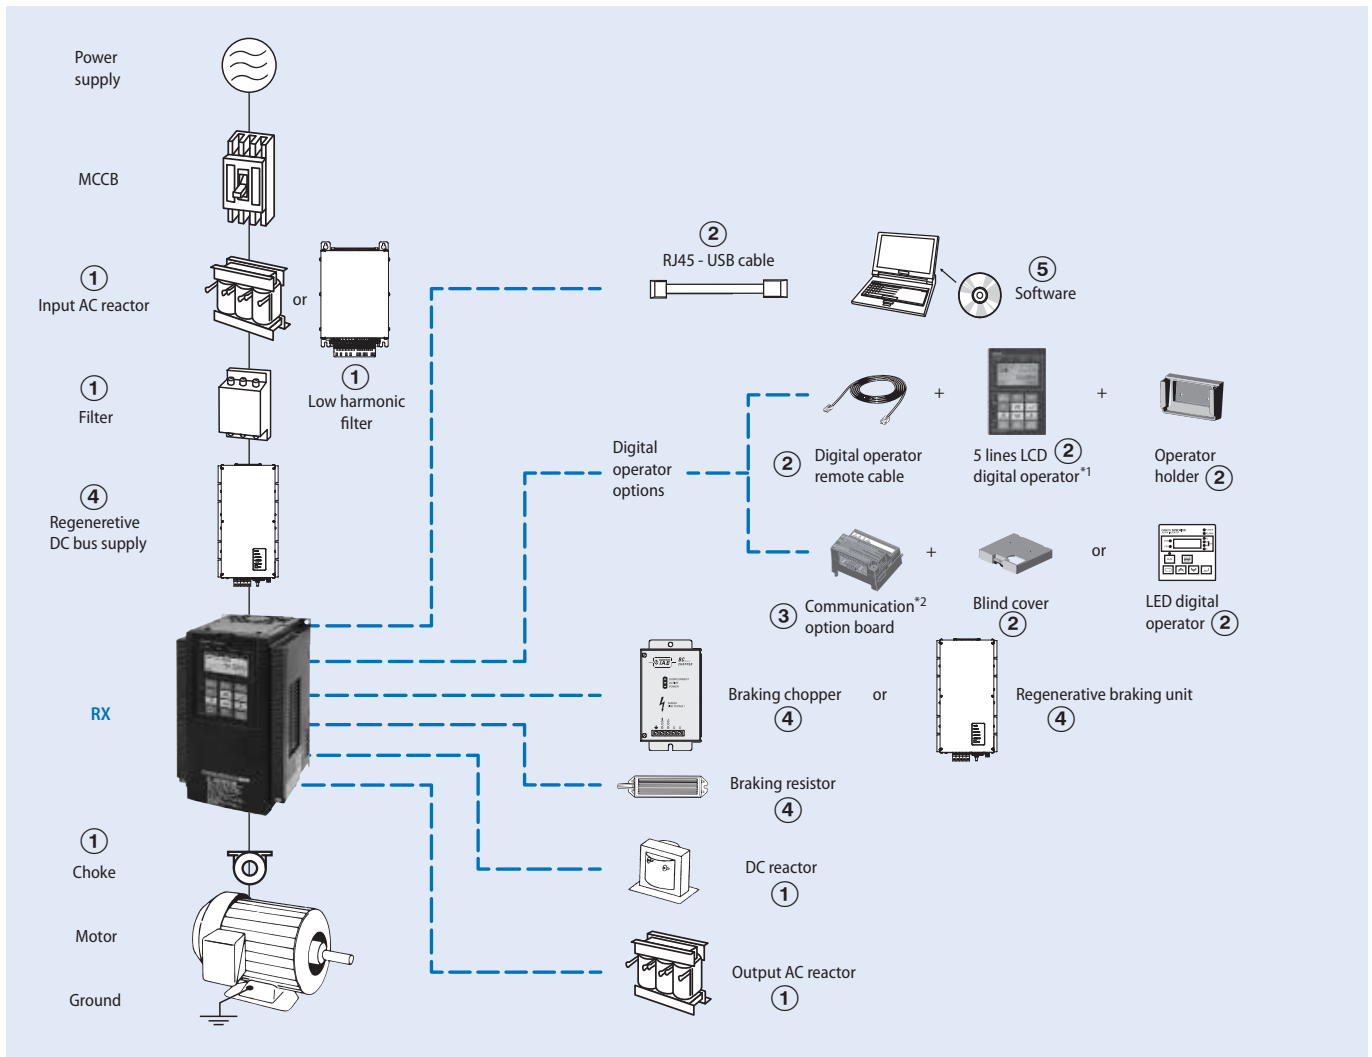 Power
supply
MCCB
1
Input AC reactor
or
1
Low harmonic
filter
1
Filter
4
Regeneretive
DC bus supply
RX
1
Choke
Motor
Ground
2
RJ45 - USB cable
5
Software
Digital
operator
options
2 Digital operator
remote cable
+
5 lines LCD 2
digital operator*1
+
Operator
holder 2
3 Communication*2
option board
+
Blind cover
2
or
LED digital
operator 2
Braking chopper
4
or
Regenerative braking unit
4
Braking resistor
4
DC reactor
1
Output AC reactor
1